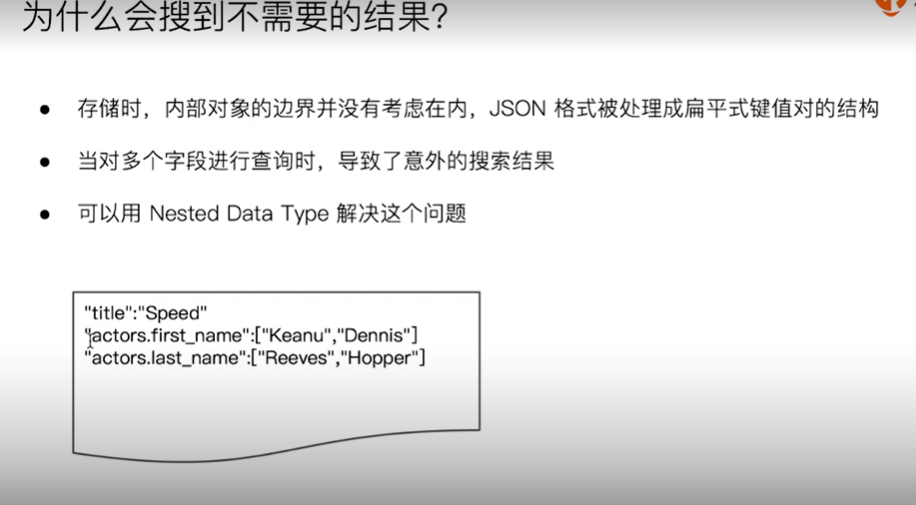 为什么会搜到不需要的结果?
● 存储时，内部对象的边界并没有考虑在内，JSON 格式被处理成扁平式键值对的结构
● 当对多个字段进行查询时，导致了意外的搜索结果
● 可以用 Nested Data Type 解决这个问题
"title":"Speed"
"actors.first_name":["Keanu","Dennis"]
"actors.last_name":["Reeves","Hopper"]